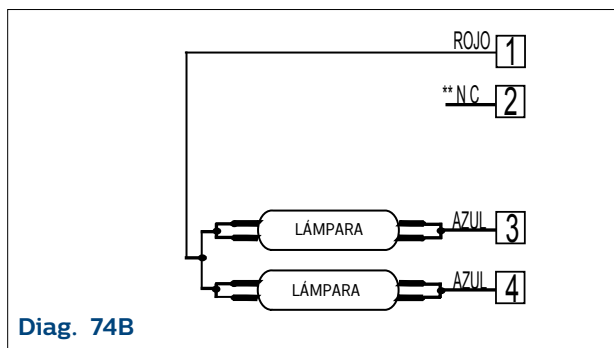 ROJO 1
** N C 2
LÁMPARA AZUL 3
LÁMPARA AZUL 4
Diag. 74B